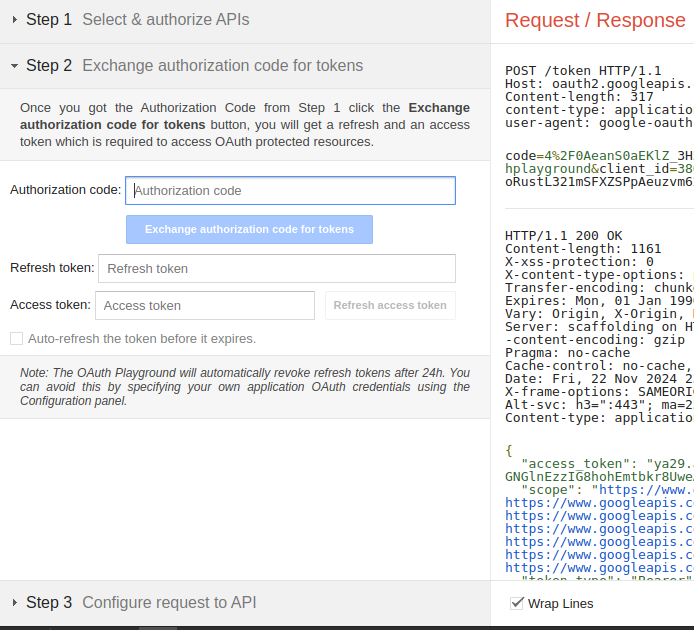 Step 1 Select & authorize APIs
Step 2 Exchange authorization code for tokens
Once you got the Authorization Code from Step 1 click the Exchange
authorization code for tokens button, you will get a refresh and an access
token which is required to access OAuth protected resources.
Authorization code: Authorization code
Exchange authorization code for tokens
Refresh token: Refresh token
Access token: Access token Refresh access token
Auto-refresh the token before it expires.
Note: The OAuth Playground will automatically revoke refresh tokens after 24h. You
can avoid this by specifying your own application OAuth credentials using the
Configuration panel.
Step 3 Configure request to API
Request / Response
POST /token HTTP/1.1
Host: oauth2.googleapis.
Content-length: 317
content-type: applicatio
user-agent: google-oauth
code=4%2F0AeanS0aEKlZ_3H
hplayground&client_id=
oRustL321mSFXZSPpAeuzvm6
HTTP/1.1 200 OK
Content-length: 1161
X-xss-protection: 0
X-content-type-options:
Transfer-encoding: chunk
Expires: Mon, 01 Jan 199
Vary: Origin, X-Origin,
Server: scaffolding on H
-content-encoding: gzip
Pragma: no-cache
Cache-control: no-cache,
Date: Fri, 22 Nov 2024 2
X-frame-options: SAMEORI
Alt-svc: h3=":443"; ma=2
Content-type: applicatio
{
"access_token": "ya29.
GNGlnEzzIG8hohEmtbkr8Uwe
"scope": "https://www.
https://www.googleapis.c
https://www.googleapis.c
https://www.googleapis.c
https://www.googleapis.c
https://www.googleapis.c
https://www.googleapis.c
"token_type": "Bearer"
Wrap Lines